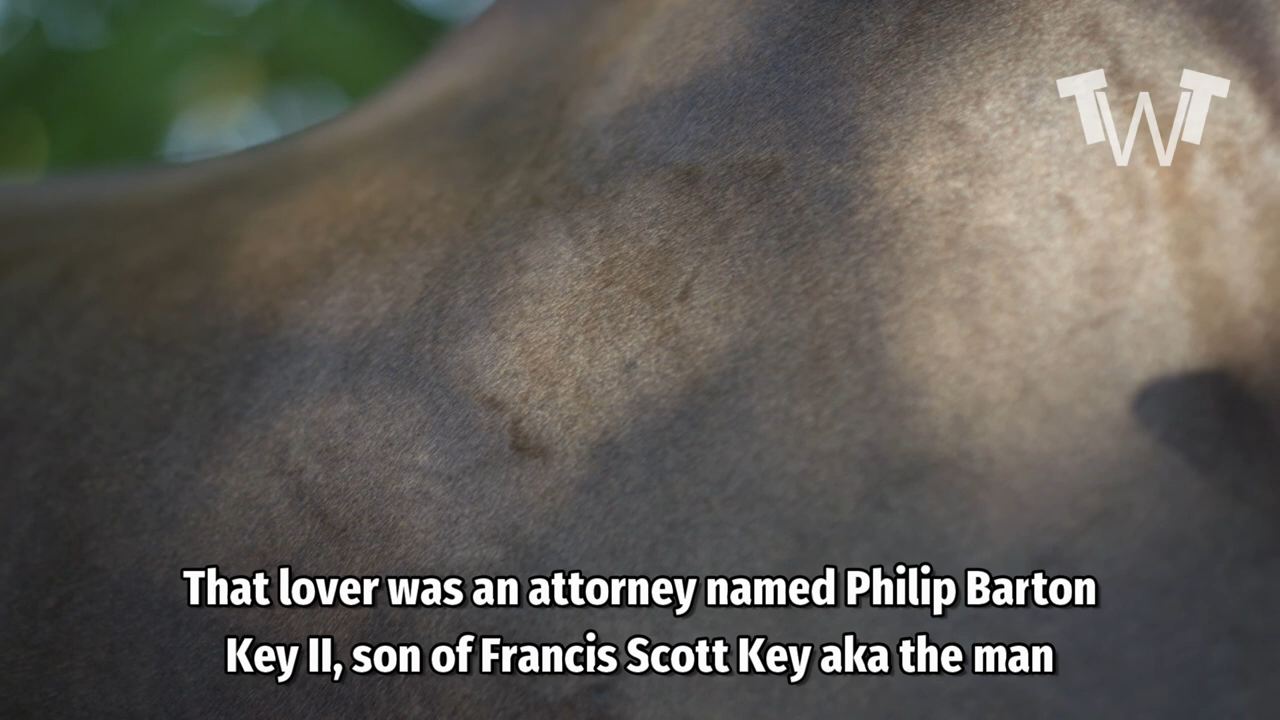 TWT
That lover was an attorney named Philip Barton
Key II, son of Francis Scott Key aka the man